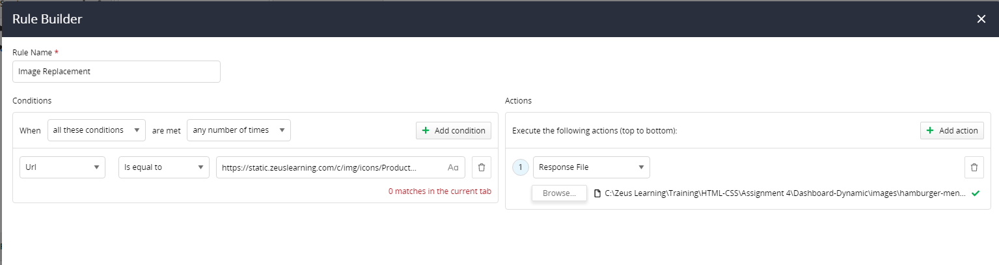 Rule Builder
Rule Name *
Image Replacement
Conditions
When all these conditions are met any number of times + Add condition
Url Is equal to https://static.zeuslearning.com/c/img/icons/Product... Aa
0 matches in the current tab
Actions
Execute the following actions (top to bottom): + Add action
1 Response File
Browse... C:\Zeus Learning\Training\HTML-CSS\Assignment 4\Dashboard-Dynamic\images\hamburger-men...